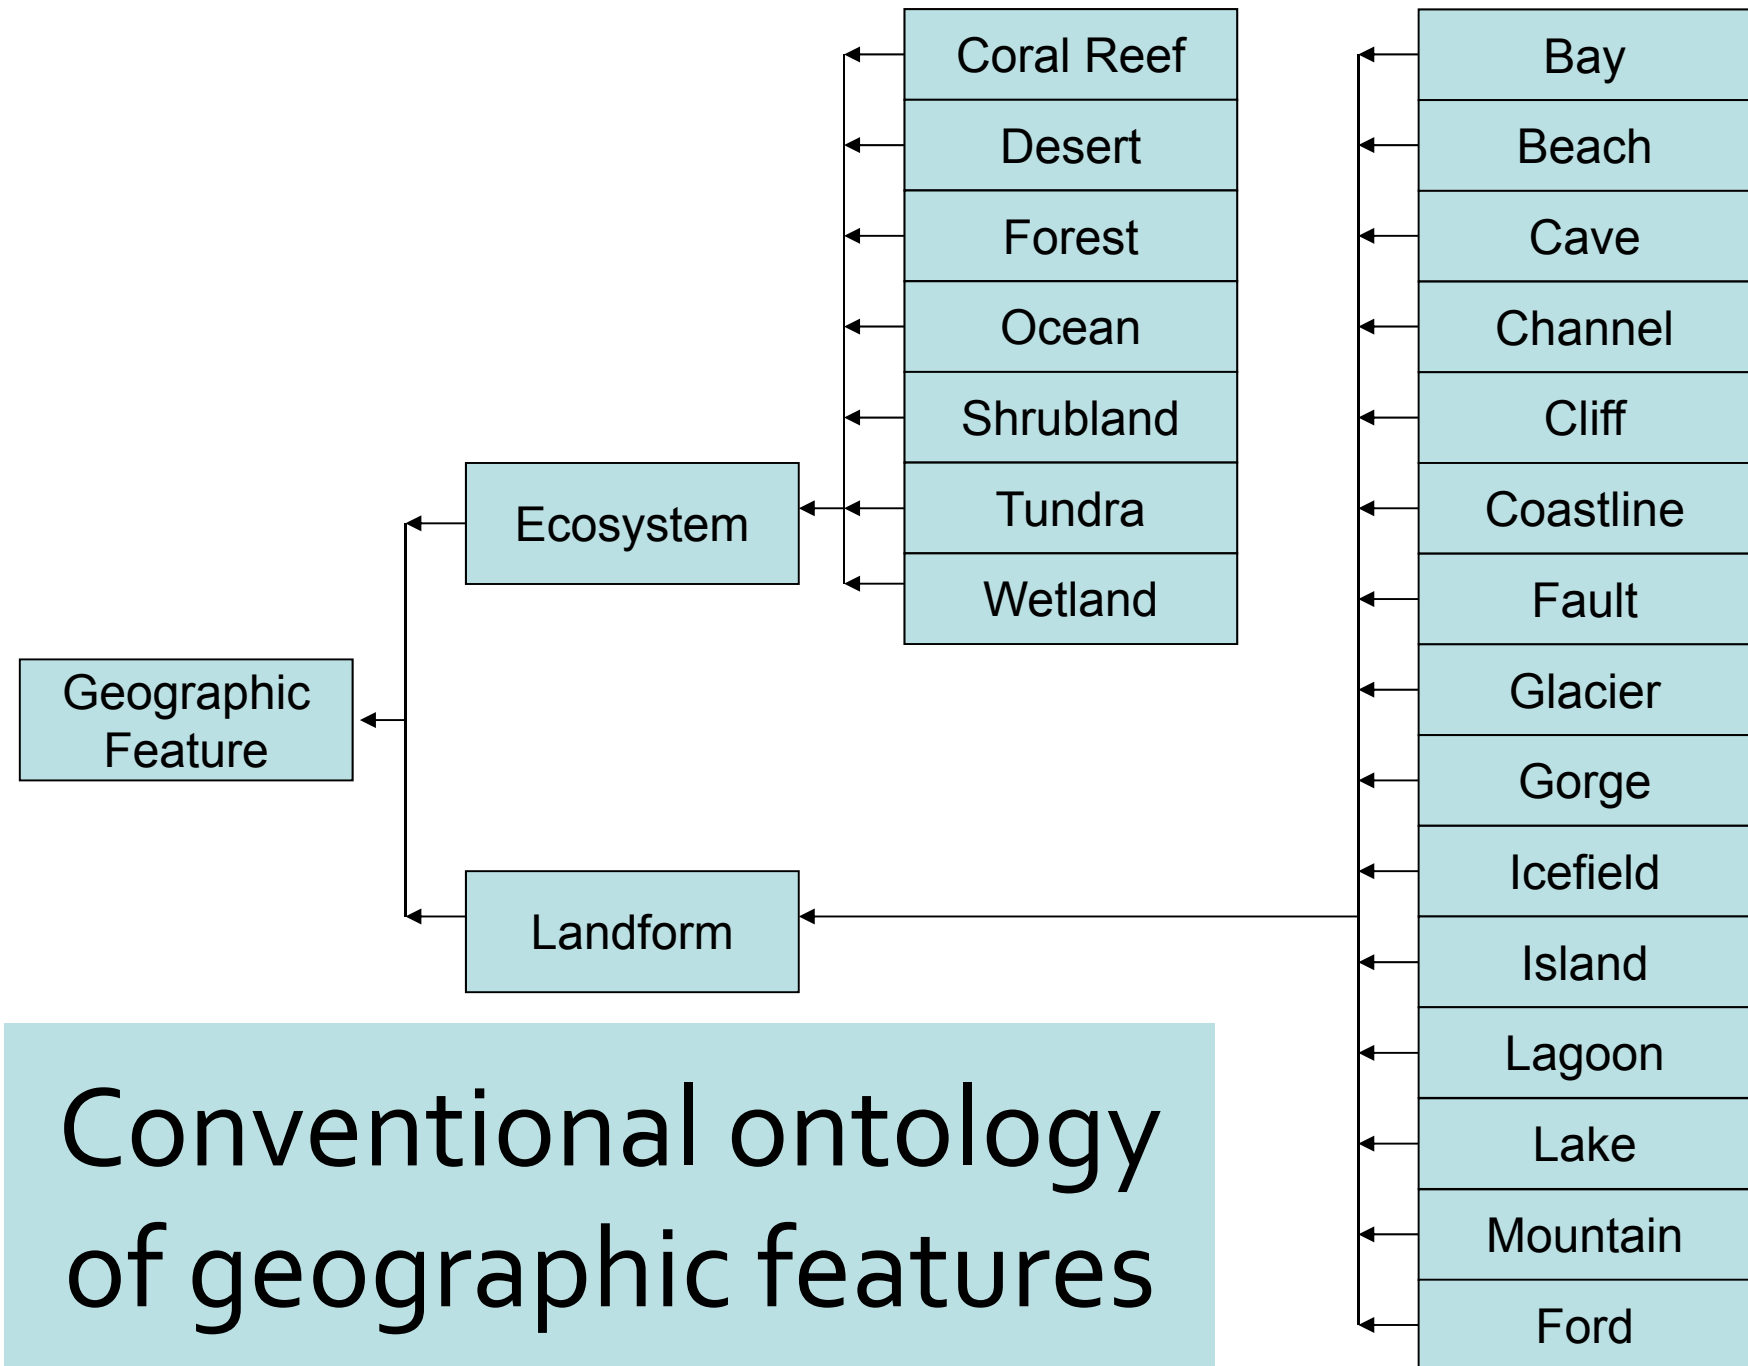 Coral Reef
Desert
Forest
Ocean
Shrubland
Tundra
Wetland
Ecosystem
Geographic
Feature
Landform
Bay
Beach
Cave
Channel
Cliff
Coastline
Fault
Glacier
Gorge
Icefield
Island
Lagoon
Lake
Mountain
Ford
Conventional ontology
of geographic features